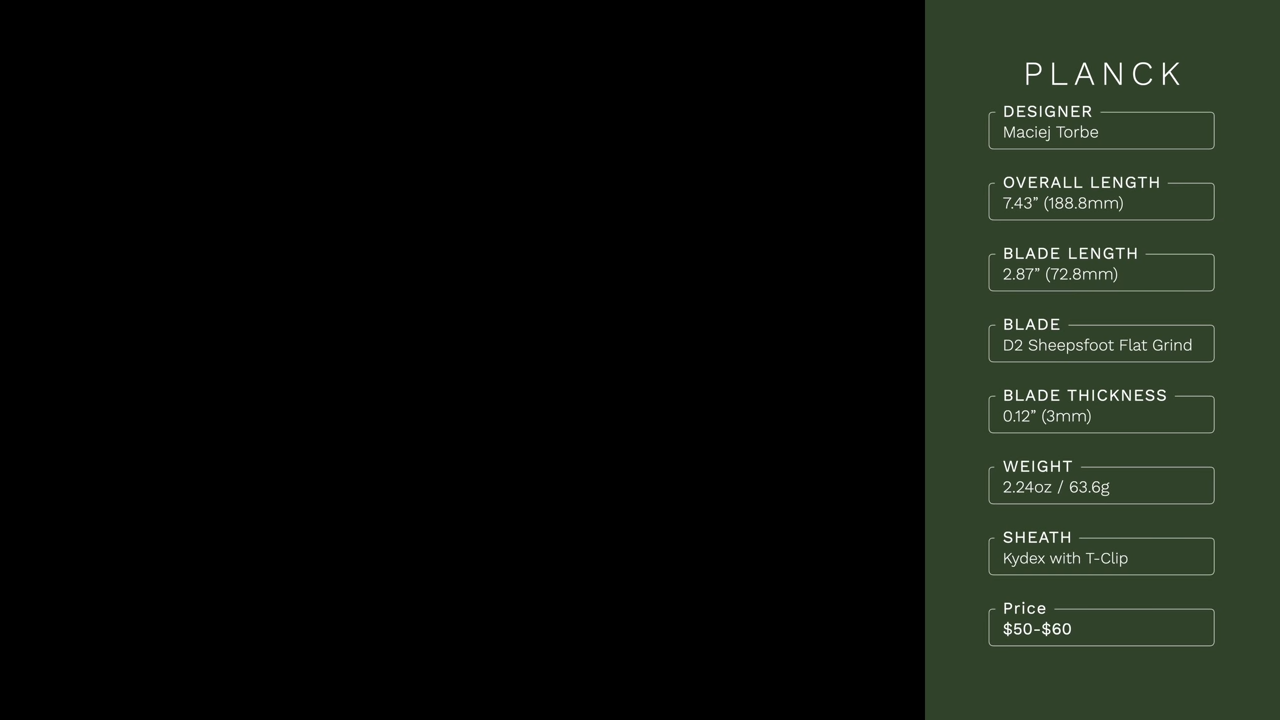 PLANCK
DESIGNER
Maciej Torbe
OVERALL LENGTH
7.43” (188.8mm)
BLADE LENGTH
2.87” (72.8mm)
BLADE
D2 Sheepsfoot Flat Grind
BLADE THICKNESS
0.12” (3mm)
WEIGHT
2.24oz / 63.6g
SHEATH
Kydex with T-Clip
Price
$50-$60